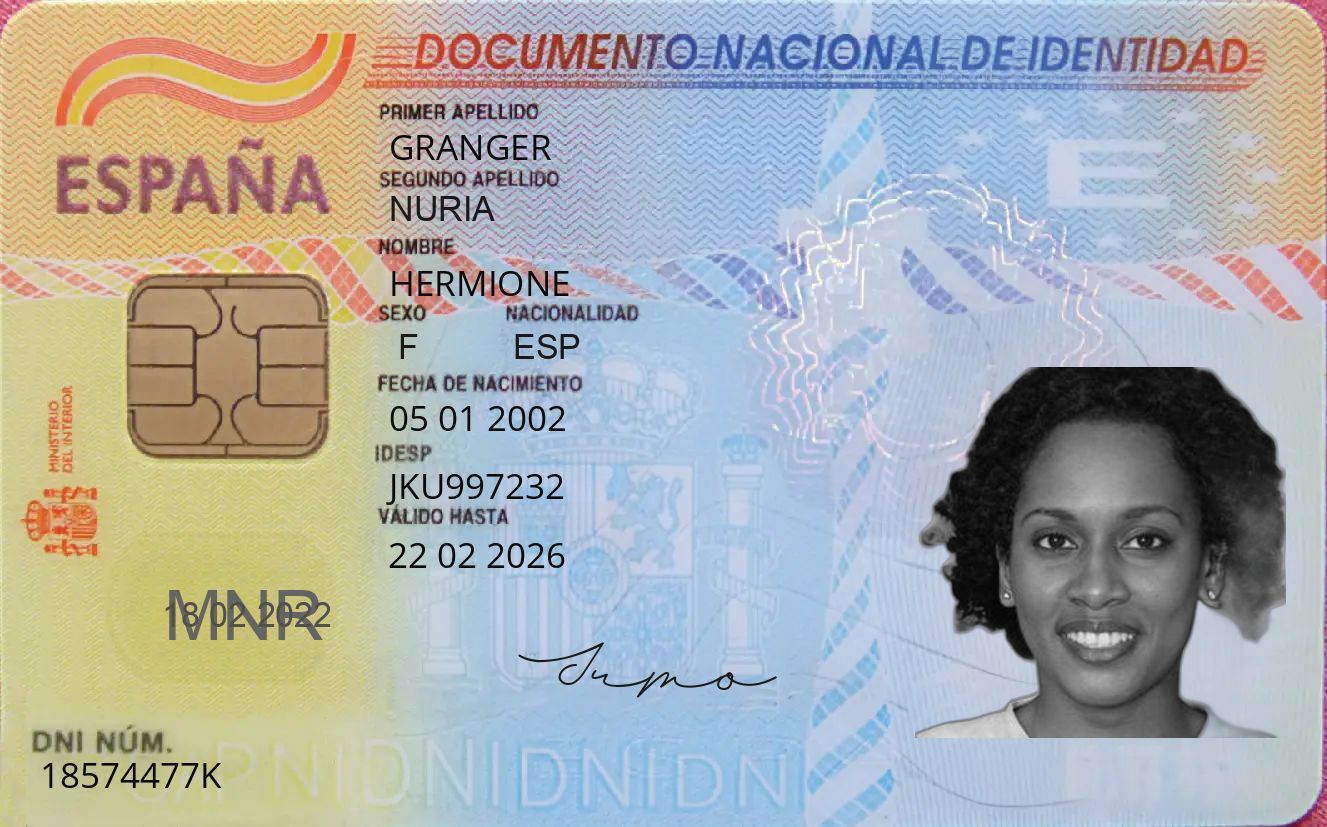 DOCUMENTO NACIONAL DE IDENTIDAD
ESPAÑA
PRIMER APELLIDO
GRANGER
SEGUNDO APELLIDO
NURIA
NOMBRE
HERMIONE
SEXO NACIONALIDAD
F ESP
FECHA DE NACIMIENTO
05 01 2002
IDESP
JKU997232
VÁLIDO HASTA
22 02 2026
MINISTERIO
DEL INTERIOR
E
MNR
18 02 2022
DNI NÚM.
18574477K